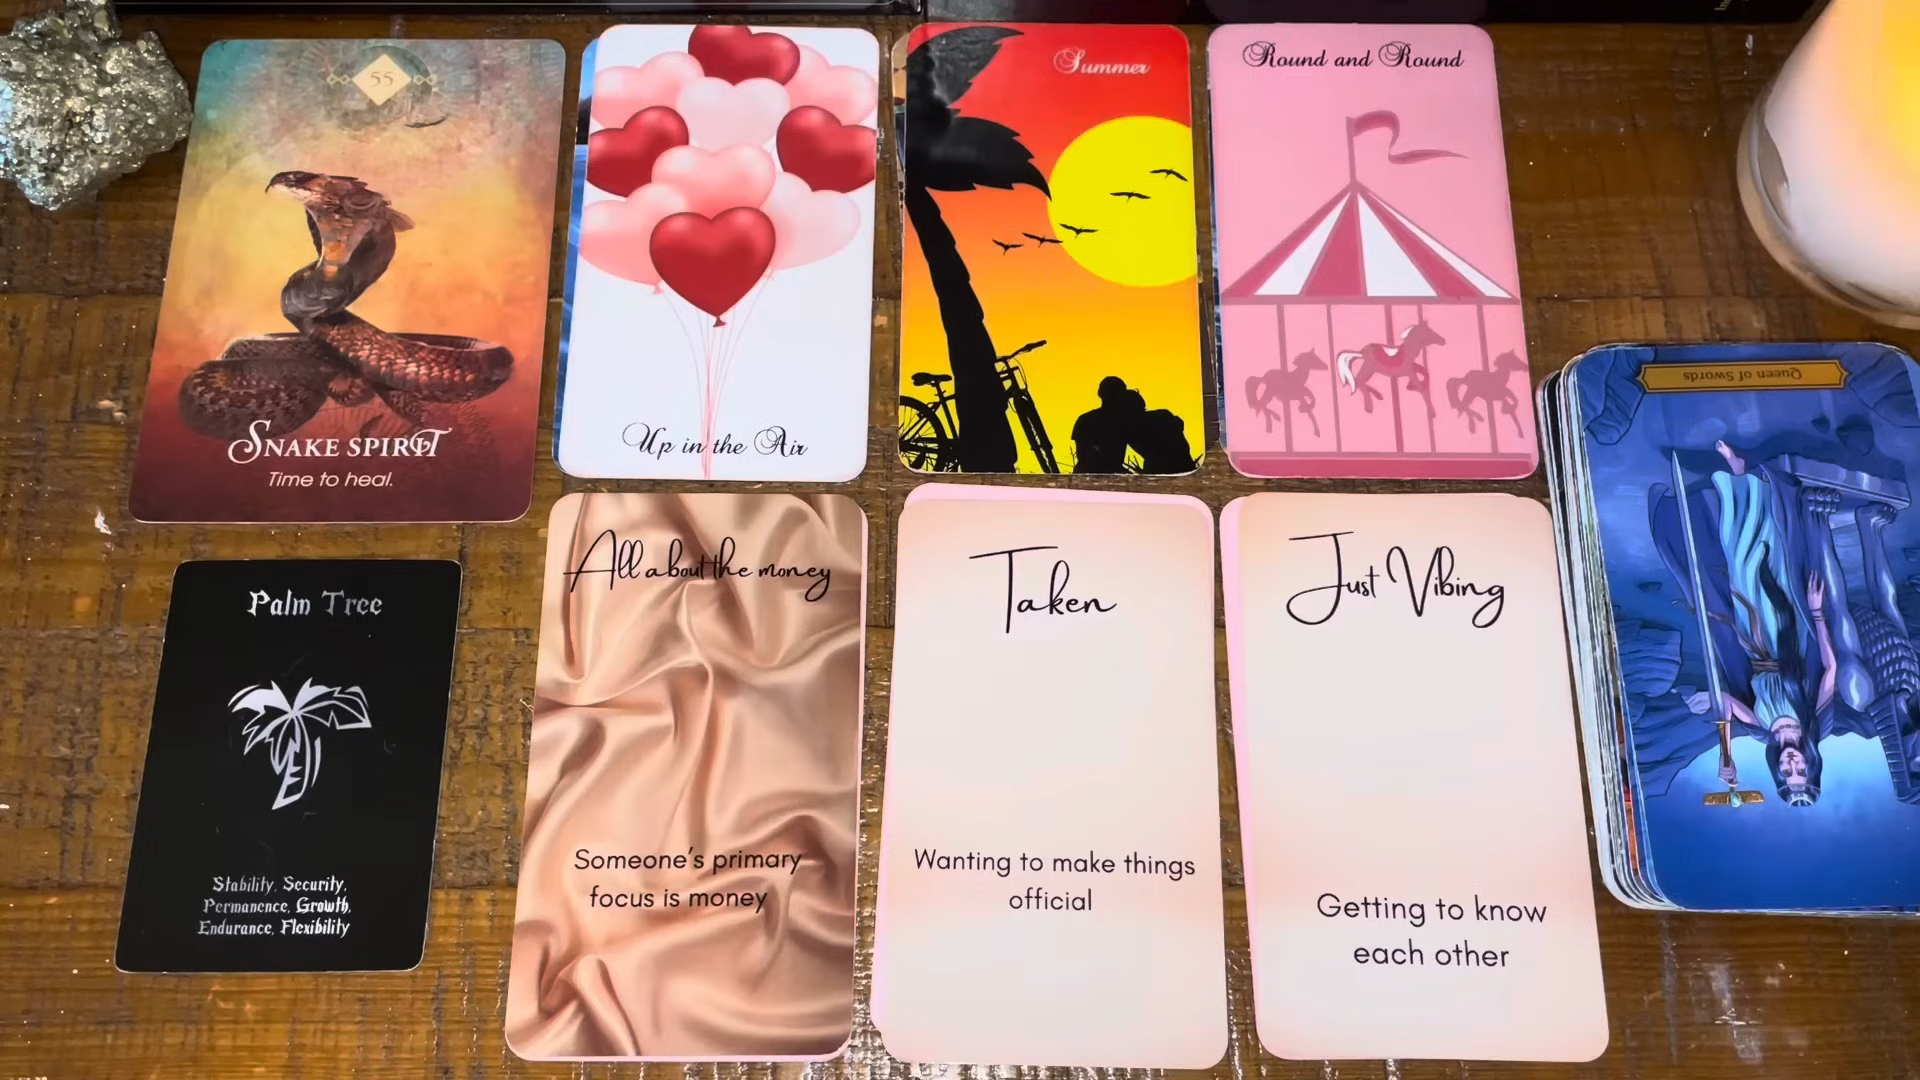 55
Snake Spirit
Time to heal.
Up in the Air
Summer
Round and Round
Queen of Swords
Palm Tree
Stability, Security,
Permanence, Growth,
Endurance, Flexibility
All about the money
Someone's primary
focus is money
Taken
Wanting to make things
official
Just Vibing
Getting to know
each other